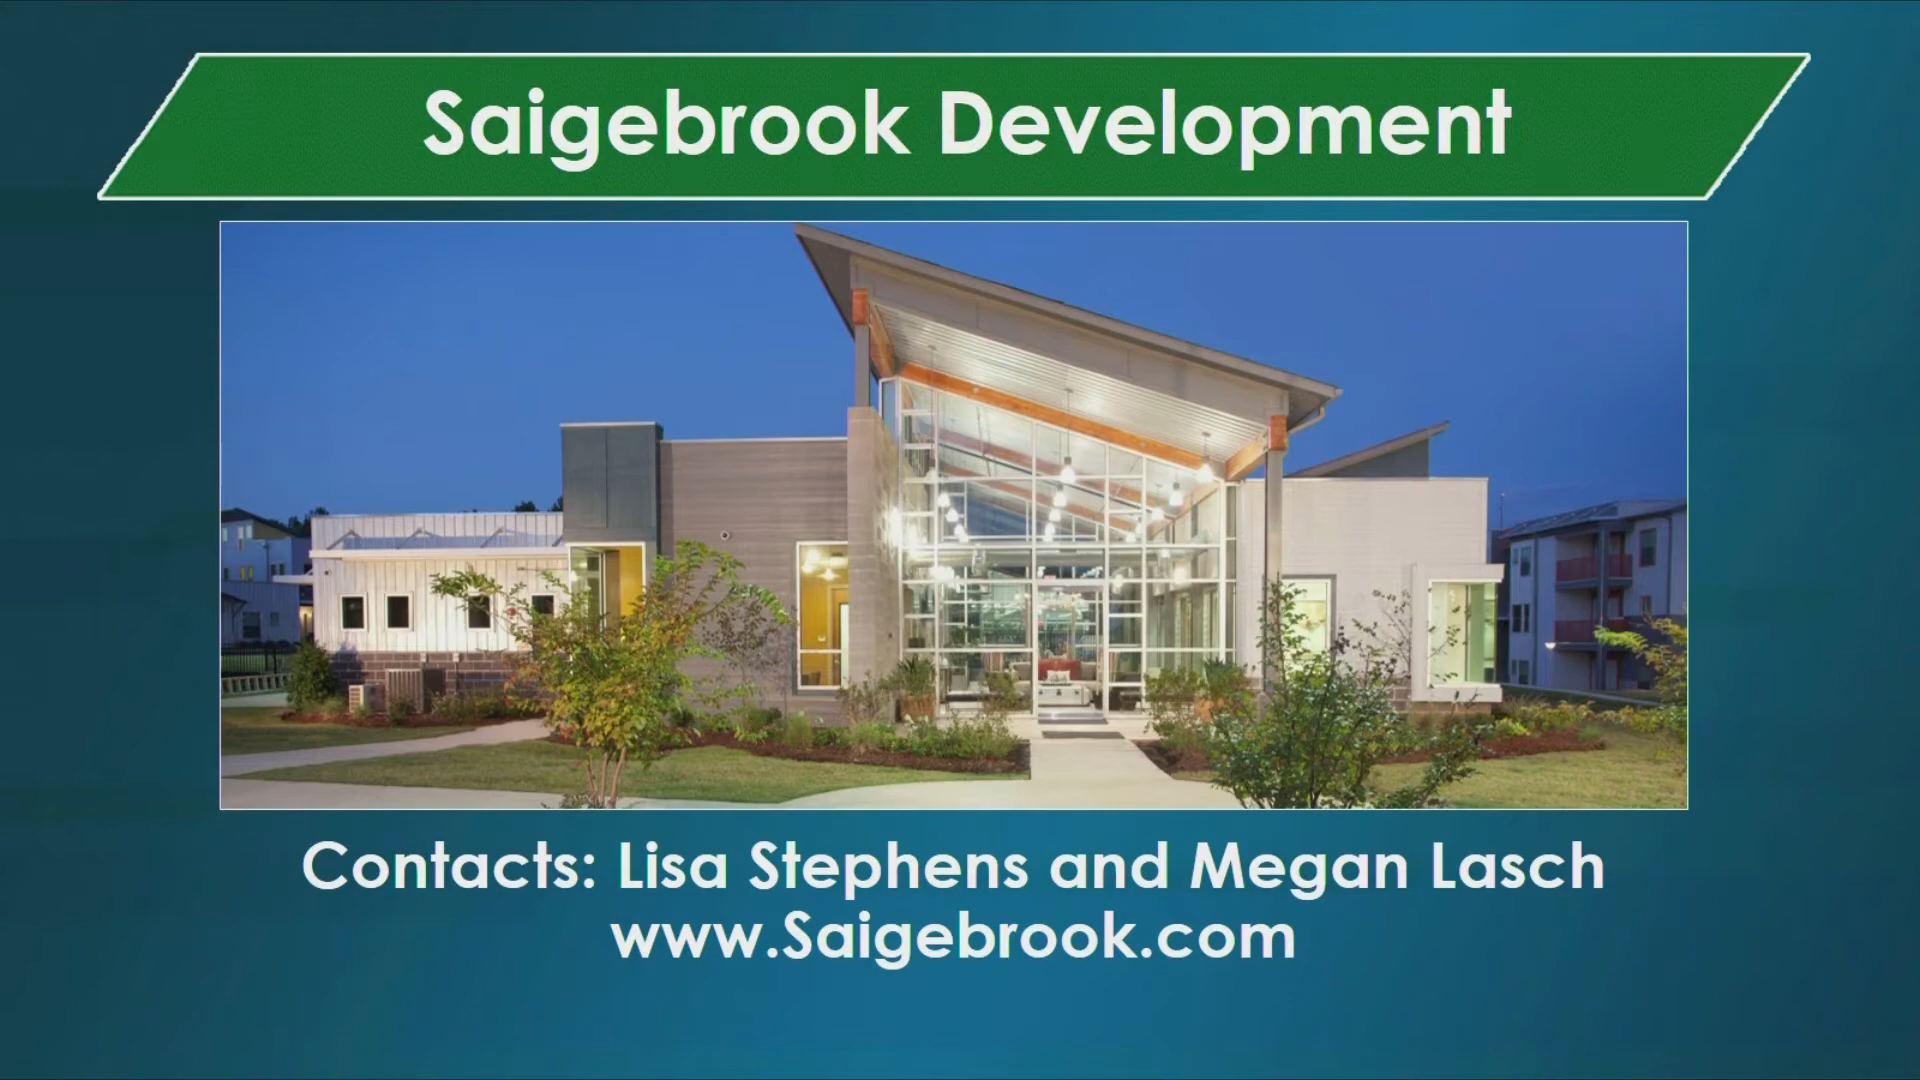 Saigebrook Development
Contacts: Lisa Stephens and Megan Lasch
www.Saigebrook.com